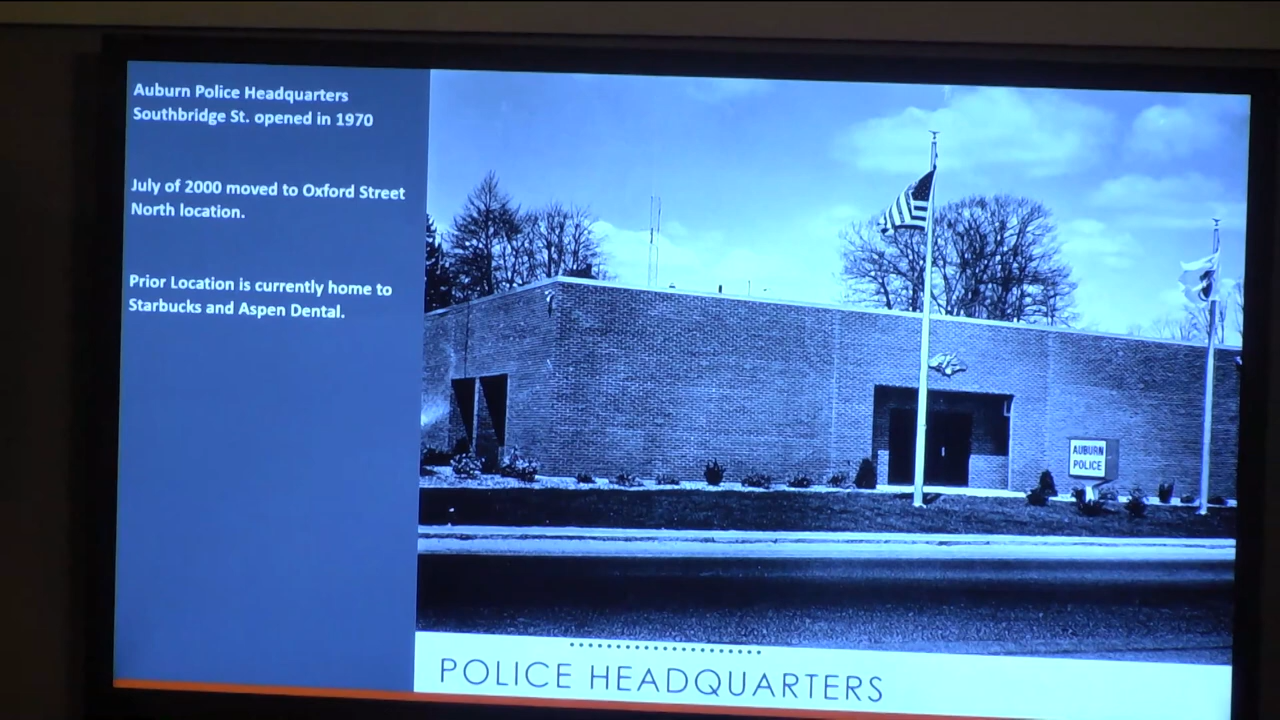 Auburn Police Headquarters
Southbridge St. opened in 1970
July of 2000 moved to Oxford Street
North location.
Prior Location is currently home to
Starbucks and Aspen Dental.
AUBURN
POLICE
POLICE HEADQUARTERS